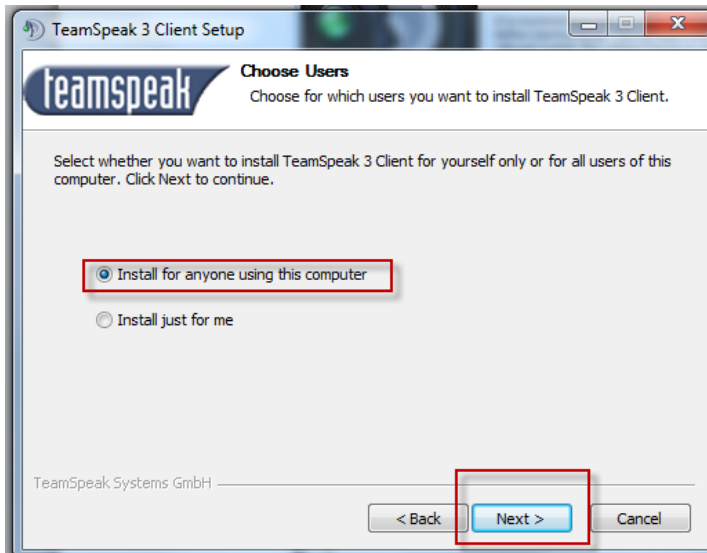 TeamSpeak 3 Client Setup
teamspeak
Choose Users
Choose for which users you want to install TeamSpeak 3 Client.
Select whether you want to install TeamSpeak 3 Client for yourself only or for all users of this
computer. Click Next to continue.
Install for anyone using this computer
Install just for me
TeamSpeak Systems GmbH
< Back
Next >
Cancel